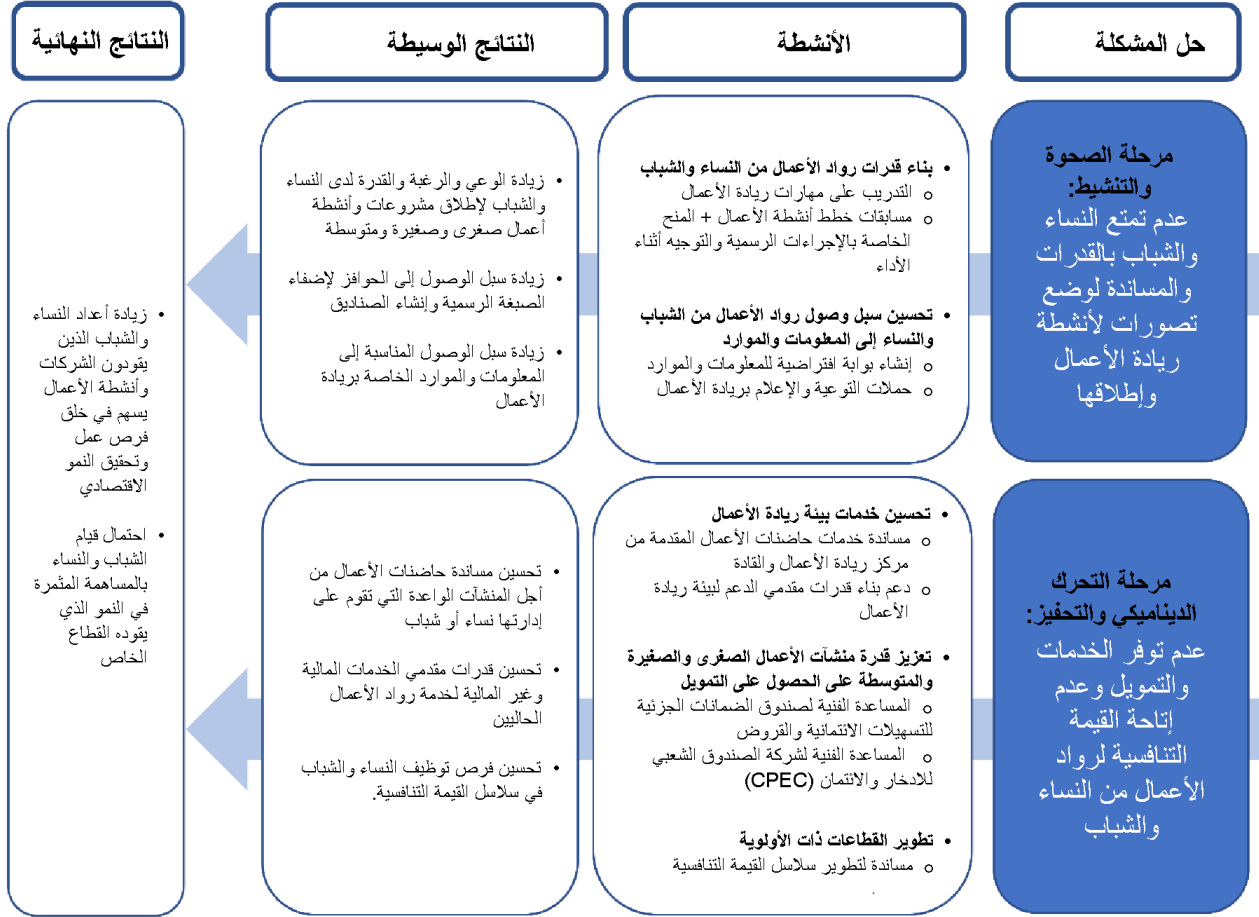 حل المشكلة
الأنشطة
النتائج الوسيطة
النتائج النهائية
مرحلة الصحوة
والتنشيط:
عدم تمتع النساء
والشباب بالقدرات
والمساندة لوضع
تصورات لأنشطة
ريادة الأعمال
وإطلاقها
• بناء قدرات رواد الأعمال من النساء والشباب
o التدريب على مهارات ريادة الأعمال
o مسابقات خطط أنشطة الأعمال + المنح
الخاصة بالإجراءات الرسمية والتوجيه أثناء
الأداء
• تحسين سبل وصول رواد الأعمال من الشباب
والنساء إلى المعلومات والموارد
o إنشاء بوابة افتراضية للمعلومات والموارد
o حملات التوعية والإعلام بريادة الأعمال
• زيادة الوعي والرغبة والقدرة لدى النساء
والشباب لإطلاق مشروعات وأنشطة
أعمال صغرى وصغيرة ومتوسطة
• زيادة سبل الوصول إلى الحوافز لإضفاء
الصبغة الرسمية وإنشاء الصناديق
• زيادة سبل الوصول المناسبة إلى
المعلومات والموارد الخاصة بريادة
الأعمال
مرحلة التحرك
الديناميكي والتحفيز:
عدم توفر الخدمات
والتمويل وعدم
إتاحة القيمة
التنافسية لرواد
الأعمال من النساء
والشباب
• تحسين خدمات بيئة ريادة الأعمال
o مساندة خدمات حاضنات الأعمال المقدمة من
مركز ريادة الأعمال والقادة
o دعم بناء قدرات مقدمي الدعم لبيئة ريادة
الأعمال
• تعزيز قدرة منشآت الأعمال الصغرى والصغيرة
والمتوسطة على الحصول على التمويل
o المساعدة الفنية لصندوق الضمانات الجزئية
للتسهيلات الائتمانية والقروض
o المساعدة الفنية لشركة الصندوق الشعبي
للادخار والائتمان (CPEC)
• تطوير القطاعات ذات الأولوية
o مساندة لتطوير سلاسل القيمة التنافسية
• تحسين مساندة حاضنات الأعمال من
أجل المنشآت الواعدة التي تقوم على
إدارتها نساء أو شباب
• تحسين قدرات مقدمي الخدمات المالية
وغير المالية لخدمة رواد الأعمال
الحاليين
• تحسين فرص توظيف النساء والشباب
في سلاسل القيمة التنافسية.
• زيادة أعداد النساء
والشباب الذين
يقودون الشركات
وأنشطة الأعمال
يسهم في خلق
فرص عمل
وتحقيق النمو
الاقتصادي
• احتمال قيام
الشباب والنساء
بالمساهمة المثمرة
في النمو الذي
يقوده القطاع
الخاص